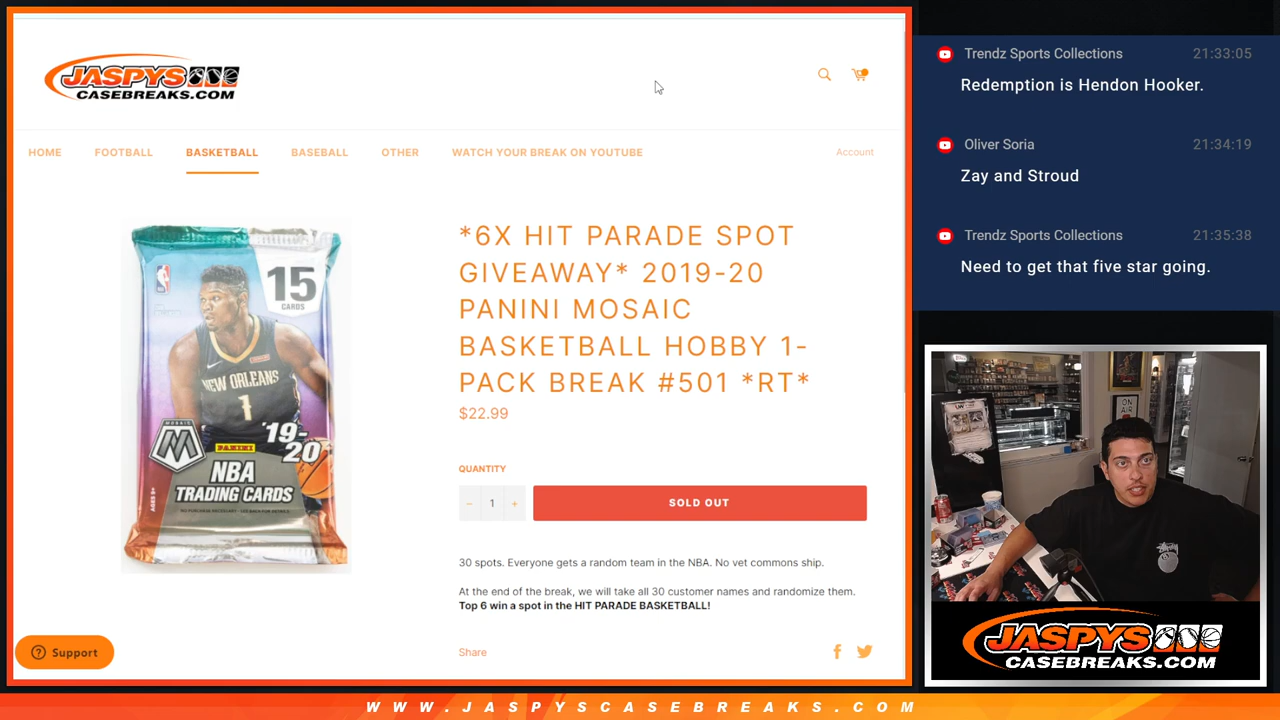 JASPYS
CASEBREAKS.COM
HOME
FOOTBALL
BASKETBALL
BASEBALL
OTHER
WATCH YOUR BREAK ON YOUTUBE
Account
15
CARDS
NEW ORLEANS
1
MOSAIC
PANINI
'19-
20
NBA
TRADING CARDS
AGES 9+
*6X HIT PARADE SPOT
GIVEAWAY* 2019-20
PANINI MOSAIC
BASKETBALL HOBBY 1-
PACK BREAK #501 *RT*
$22.99
QUANTITY
− 1 +
SOLD OUT
30 spots. Everyone gets a random team in the NBA. No vet commons ship.
At the end of the break, we will take all 30 customer names and randomize them.
Top 6 win a spot in the HIT PARADE BASKETBALL!
Share
Support
Trendz Sports Collections 21:33:05
Redemption is Hendon Hooker.
Oliver Soria 21:34:19
Zay and Stroud
Trendz Sports Collections 21:35:38
Need to get that five star going.
ON
AIR
JASPYS
CASEBREAKS.COM
WWW.JASPYSCASEBREAKS.COM